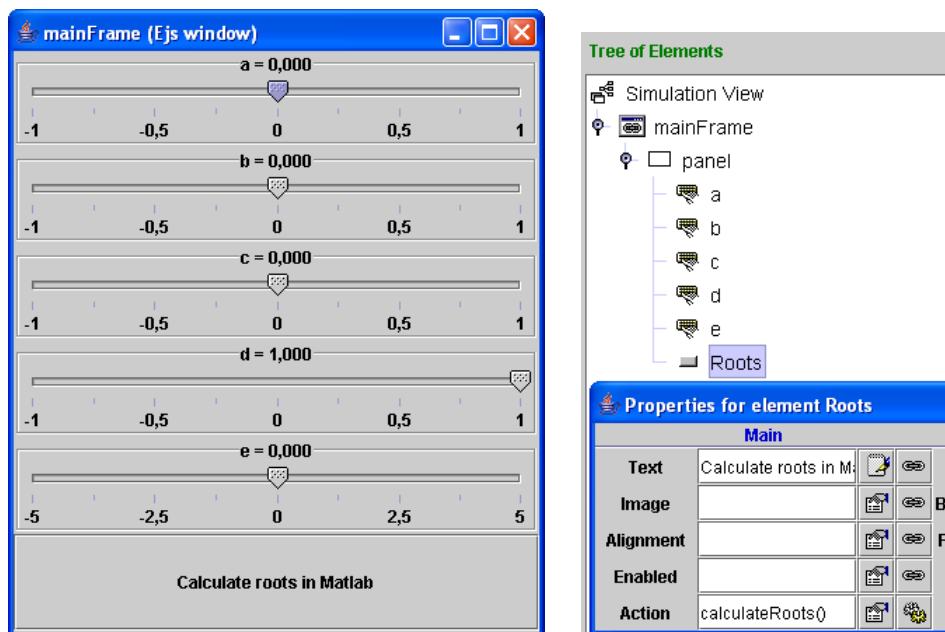 mainFrame (Ejs window)
a = 0,000
-1 -0,5 0 0,5 1
b = 0,000
-1 -0,5 0 0,5 1
c = 0,000
-1 -0,5 0 0,5 1
d = 1,000
-1 -0,5 0 0,5 1
e = 0,000
-5 -2,5 0 2,5 5
Calculate roots in Matlab
Tree of Elements
Simulation View
mainFrame
panel
a
b
c
d
e
Roots
Properties for element Roots
Main
Text Calculate roots in
Image
Alignment
Enabled
Action calculateRoots()